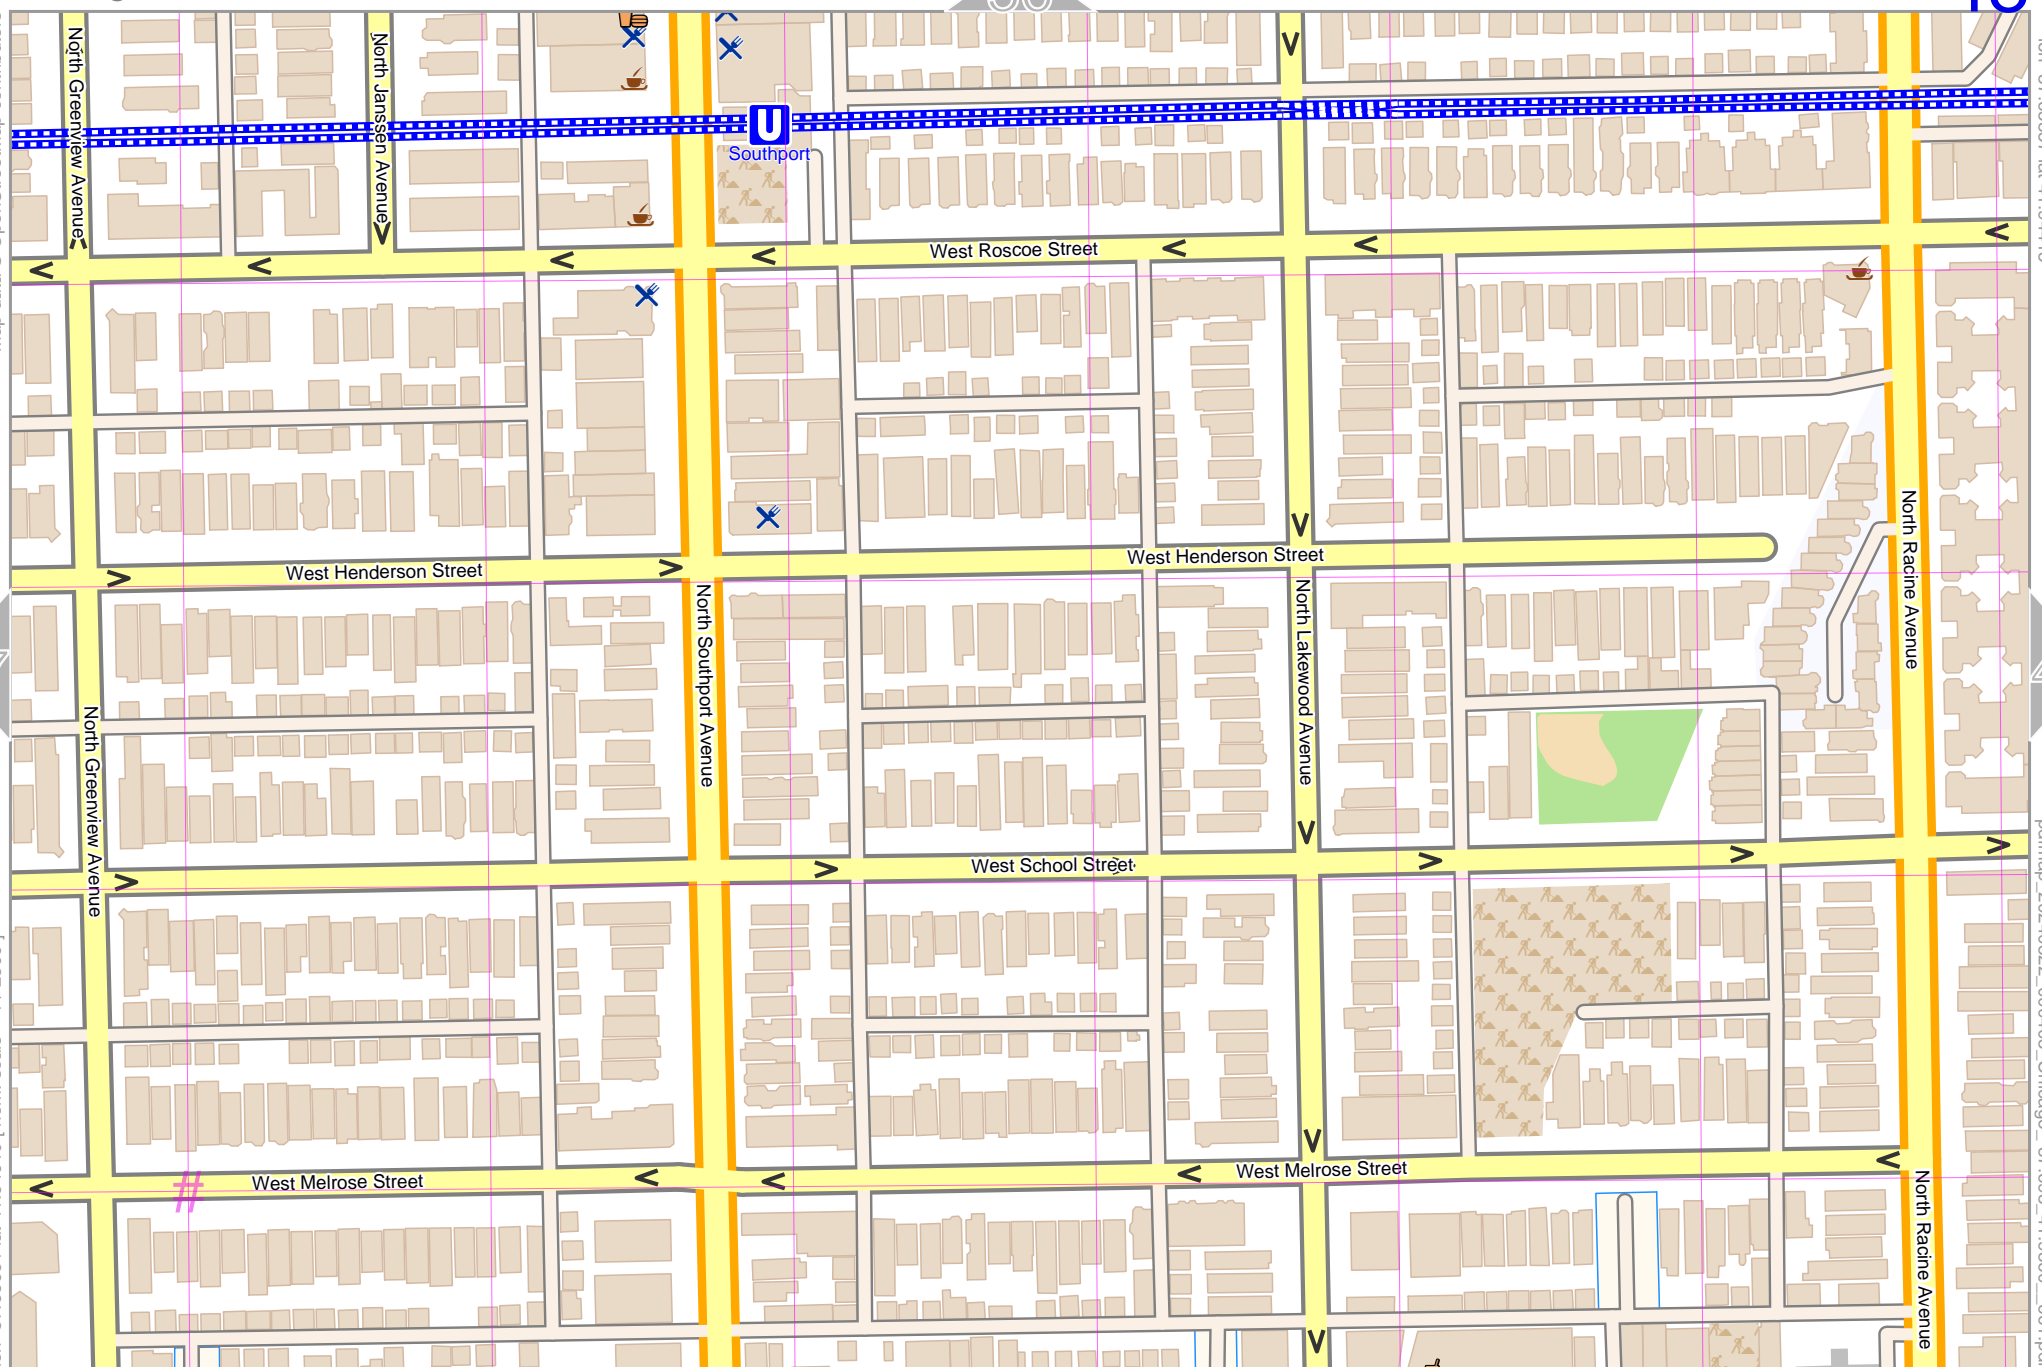 North Greenview Avenue
North Janssen Avenue
U
Southport
West Roscoe Street
West Henderson Street
West Henderson Street
North Racine Avenue
North Southport Avenue
North Lakewood Avenue
North Greenview Avenue
West School Street
West Melrose Street
West Melrose Street
#
North Racine Avenue